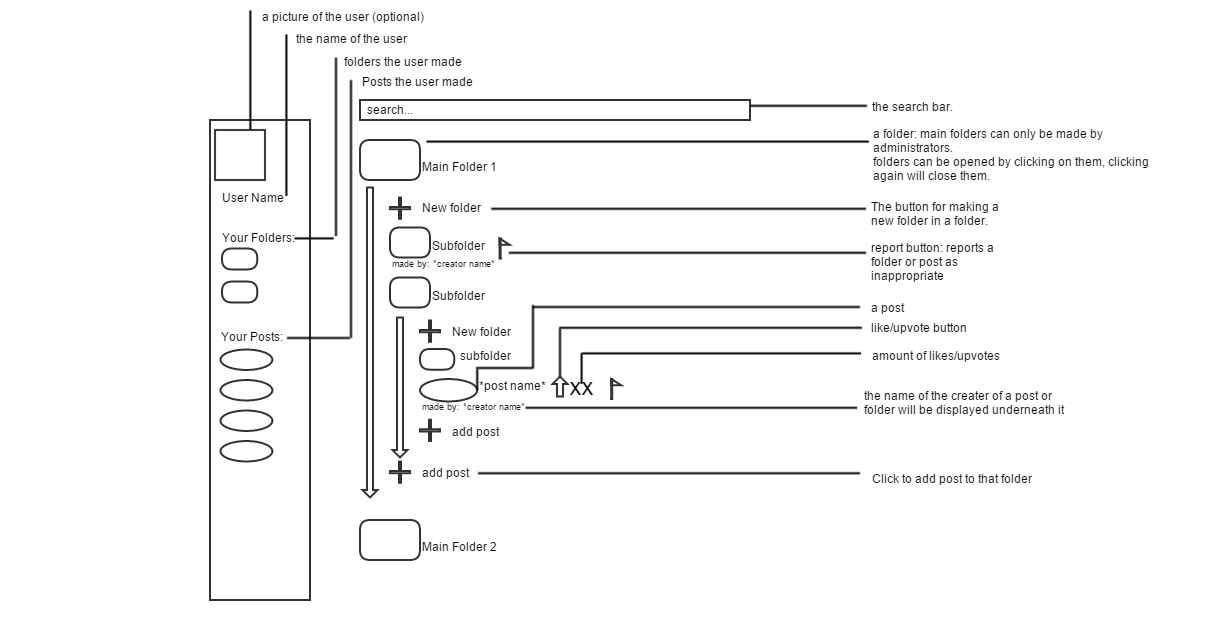 a picture of the user (optional)
the name of the user
folders the user made
Posts the user made
search...
the search bar.
a folder: main folders can only be made by
administrators.
folders can be opened by clicking on them, clicking
again will close them.
Main Folder 1
User Name
New folder
The button for making a
new folder in a folder.
Your Folders:
Subfolder
made by: "creator name"
report button: reports a
folder or post as
inappropriate
Subfolder
a post
New folder
like/upvote button
Your Posts:
subfolder
amount of likes/upvotes
*post name*
XX
made by: "creator name"
the name of the creater of a post or
folder will be displayed underneath it
add post
add post
Click to add post to that folder
Main Folder 2